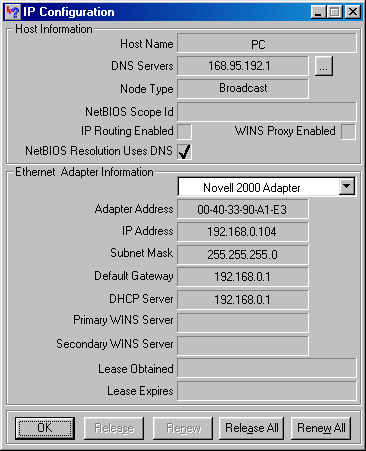 IP Configuration
Host Information
Host Name PC
DNS Servers 168.95.192.1 ...
Node Type Broadcast
NetBIOS Scope Id
IP Routing Enabled WINS Proxy Enabled
NetBIOS Resolution Uses DNS
Ethernet Adapter Information
Novell 2000 Adapter
Adapter Address 00-40-33-90-A1-E3
IP Address 192.168.0.104
Subnet Mask 255.255.255.0
Default Gateway 192.168.0.1
DHCP Server 192.168.0.1
Primary WINS Server
Secondary WINS Server
Lease Obtained
Lease Expires
OK Release Renew Release All Renew All